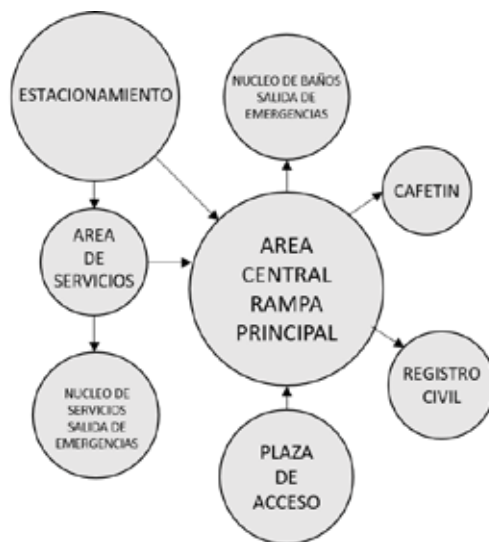 ESTACIONAMIENTO
NUCLEO DE BAÑOS
SALIDA DE
EMERGENCIAS
CAFETIN
AREA
DE
SERVICIOS
AREA
CENTRAL
RAMPA
PRINCIPAL
REGISTRO
CIVIL
NUCLEO DE
SERVICIOS
SALIDA DE
EMERGENCIAS
PLAZA
DE
ACCESO